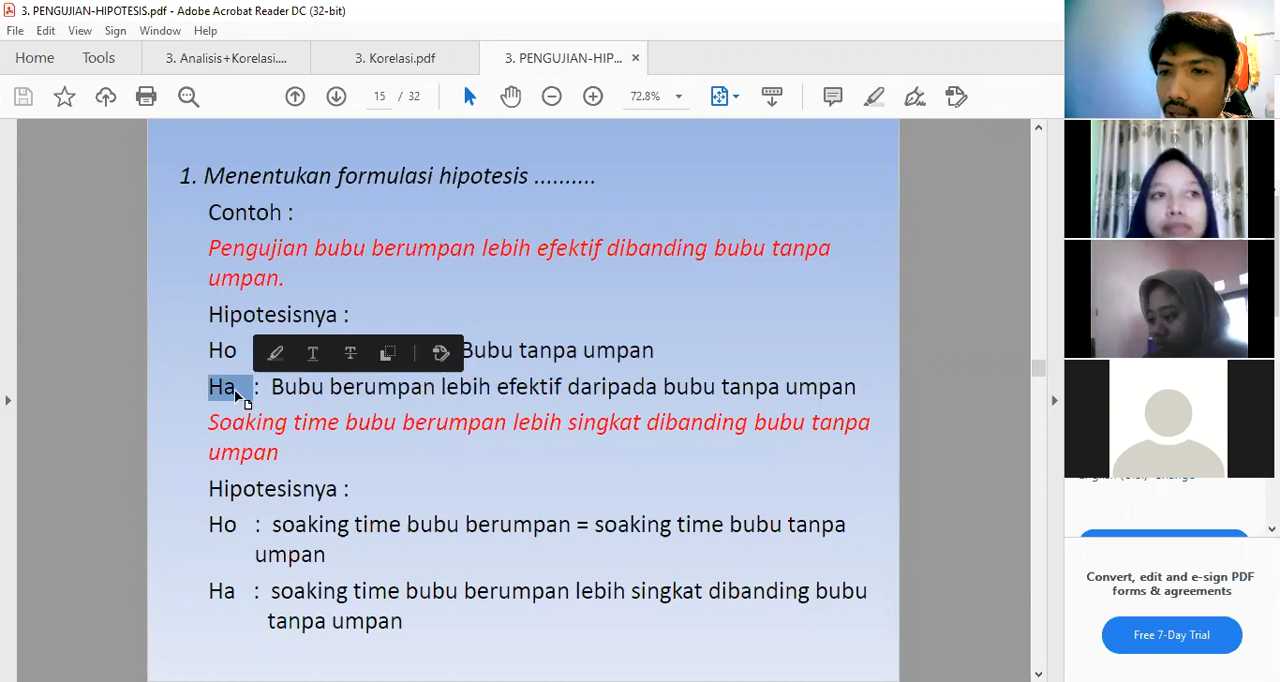 3. PENGUJIAN-HIPOTESIS.pdf - Adobe Acrobat Reader DC (32-bit)
File Edit View Sign Window Help
Home Tools 3. Analisis+Korelasi.... 3. Korelasi.pdf 3. PENGUJIAN-HIP... ×
15 / 32 72.8%
1. Menentukan formulasi hipotesis ..........
Contoh :
Pengujian bubu berumpan lebih efektif dibanding bubu tanpa
umpan.
Hipotesisnya :
Ho Bubu tanpa umpan
Ha : Bubu berumpan lebih efektif daripada bubu tanpa umpan
Soaking time bubu berumpan lebih singkat dibanding bubu tanpa
umpan
Hipotesisnya :
Ho : soaking time bubu berumpan = soaking time bubu tanpa
umpan
Ha : soaking time bubu berumpan lebih singkat dibanding bubu
tanpa umpan
Convert, edit and e-sign PDF
forms & agreements
Free 7-Day Trial